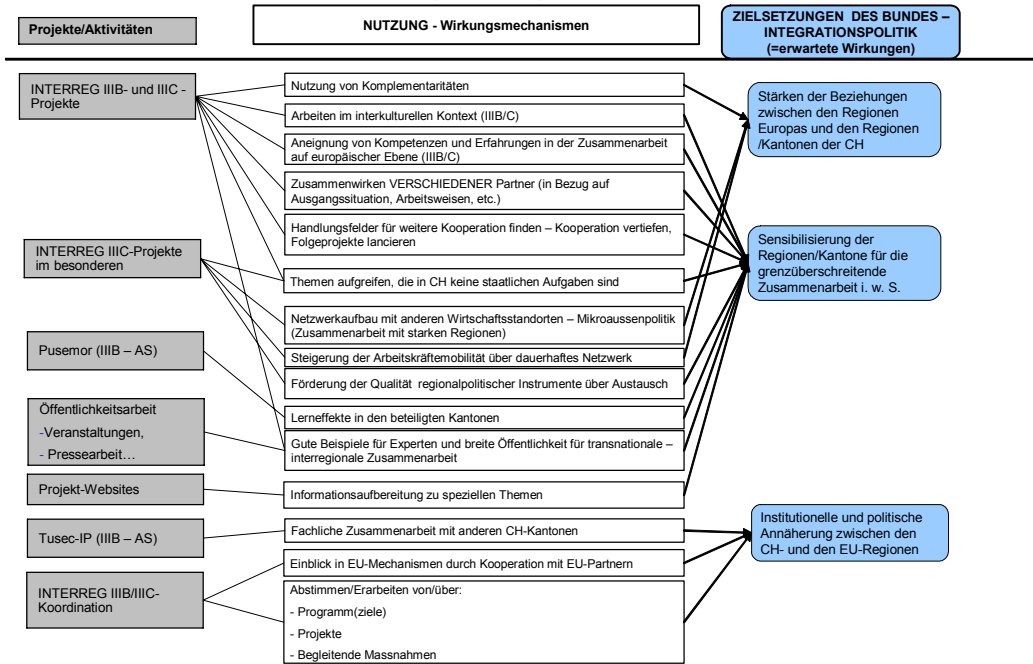 Projekte/Aktivitäten
NUTZUNG - Wirkungsmechanismen
ZIELSETZUNGEN DES BUNDES –
INTEGRATIONSPOLITIK
(=erwartete Wirkungen)
INTERREG IIIB- und IIIC -
Projekte
INTERREG IIIC-Projekte
im besonderen
Pusemor (IIIB – AS)
Öffentlichkeitsarbeit
-Veranstaltungen,
- Pressearbeit…
Projekt-Websites
Tusec-IP (IIIB – AS)
INTERREG IIIB/IIIC-
Koordination
Nutzung von Komplementaritäten
Arbeiten im interkulturellen Kontext (IIIB/C)
Aneignung von Kompetenzen und Erfahrungen in der Zusammenarbeit
auf europäischer Ebene (IIIB/C)
Zusammenwirken VERSCHIEDENER Partner (in Bezug auf
Ausgangssituation, Arbeitsweisen, etc.)
Handlungsfelder für weitere Kooperation finden – Kooperation vertiefen,
Folgeprojekte lancieren
Themen aufgreifen, die in CH keine staatlichen Aufgaben sind
Netzwerkaufbau mit anderen Wirtschaftsstandorten – Mikroaussenpolitik
(Zusammenarbeit mit starken Regionen)
Steigerung der Arbeitskräftemobilität über dauerhaftes Netzwerk
Förderung der Qualität regionalpolitischer Instrumente über Austausch
Lerneffekte in den beteiligten Kantonen
Gute Beispiele für Experten und breite Öffentlichkeit für transnationale –
interregionale Zusammenarbeit
Informationsaufbereitung zu speziellen Themen
Fachliche Zusammenarbeit mit anderen CH-Kantonen
Einblick in EU-Mechanismen durch Kooperation mit EU-Partnern
Abstimmen/Erarbeiten von/über:
- Programm(ziele)
- Projekte
- Begleitende Massnahmen
Stärken der Beziehungen
zwischen den Regionen
Europas und den Regionen
/Kantonen der CH
Sensibilisierung der
Regionen/Kantone für die
grenzüberschreitende
Zusammenarbeit i. w. S.
Institutionelle und politische
Annäherung zwischen den
CH- und den EU-Regionen